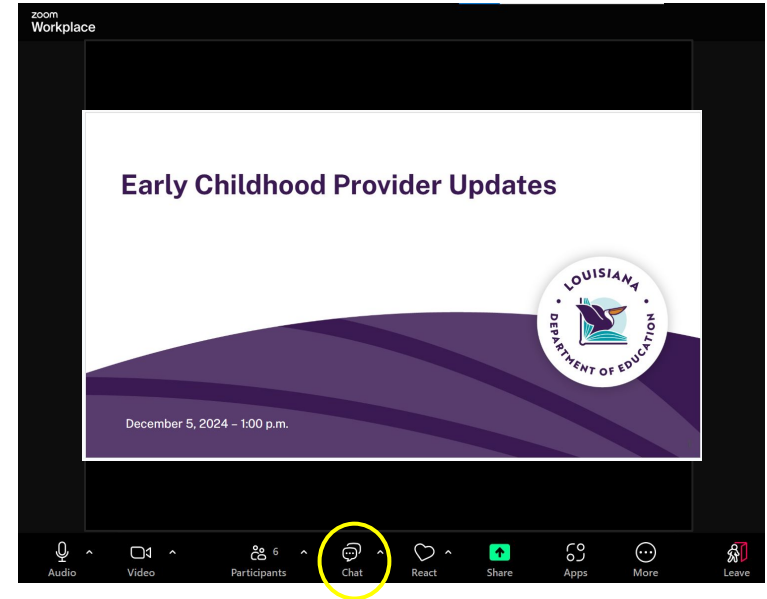 zoom
Workplace
Early Childhood Provider Updates
LOUISIANA
DEPARTMENT OF EDUCATION
December 5, 2024 – 1:00 p.m.
Audio
Video
6
Participants
Chat
React
Share
Apps
More
Leave